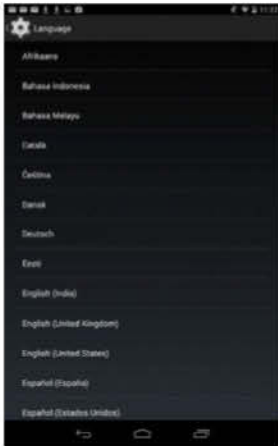 Language
Afrikaans
Bahasa Indonesia
Bahasa Melayu
Català
Čeština
Dansk
Deutsch
Eesti
English (India)
English (United Kingdom)
English (United States)
Español (España)
Español (Estados Unidos)